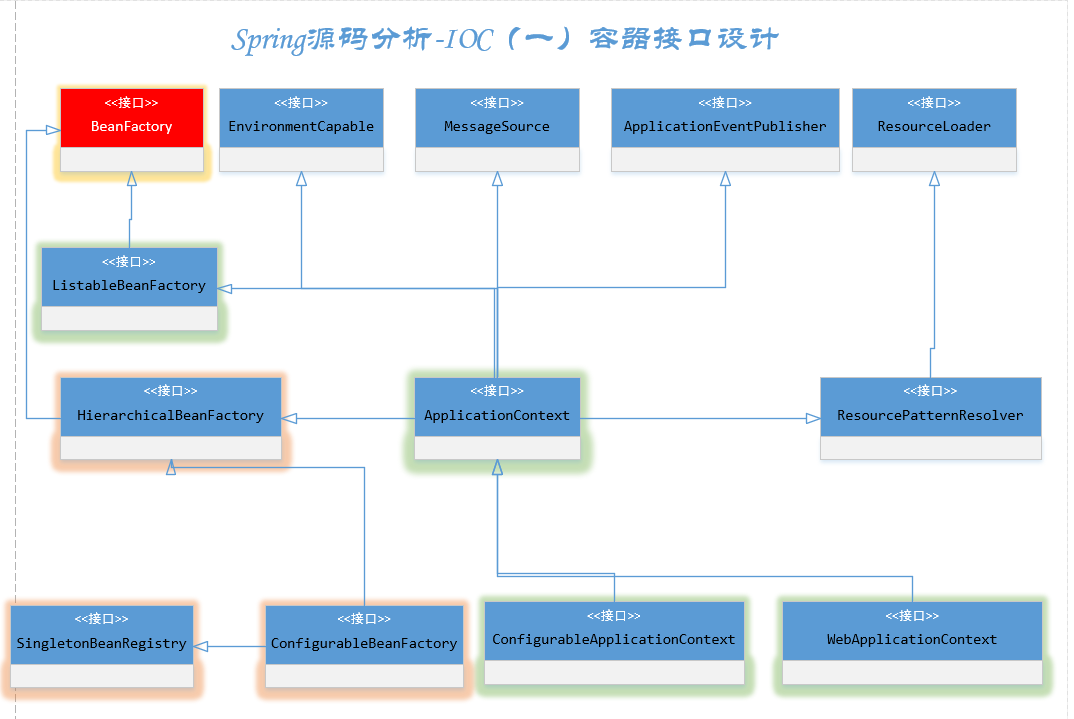 Spring源码分析-IOC（一）容器接口设计
<<接口>>
BeanFactory
<<接口>>
EnvironmentCapable
<<接口>>
MessageSource
<<接口>>
ApplicationEventPublisher
<<接口>>
ResourceLoader
<<接口>>
ListableBeanFactory
<<接口>>
HierarchicalBeanFactory
<<接口>>
ApplicationContext
<<接口>>
ResourcePatternResolver
<<接口>>
SingletonBeanRegistry
<<接口>>
ConfigurableBeanFactory
<<接口>>
ConfigurableApplicationContext
<<接口>>
WebApplicationContext